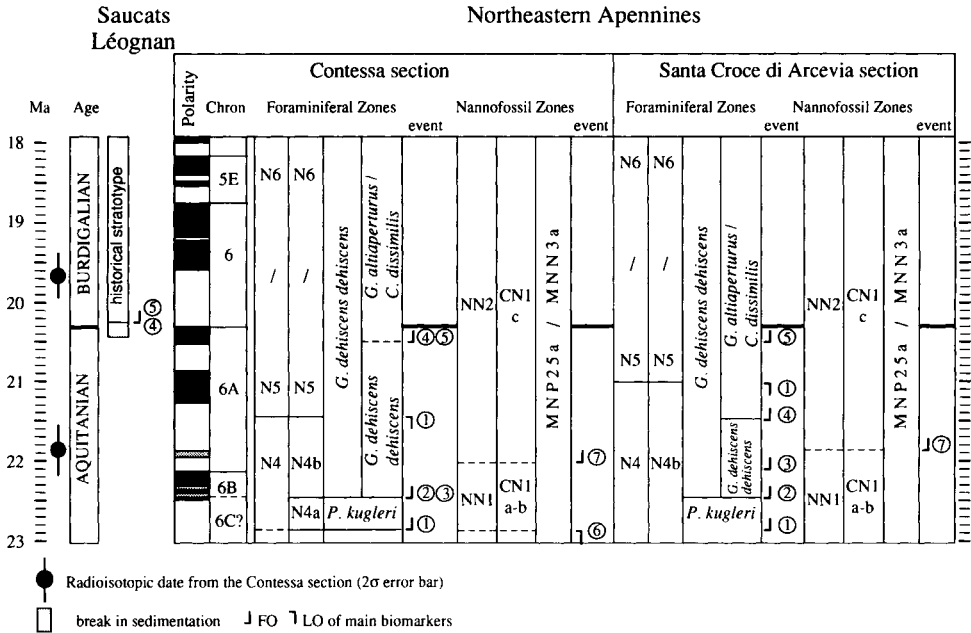 Saucats
Léognan
Northeastern Apennines
Contessa section
Santa Croce di Arcevia section
Ma Age Polarity Chron Foraminiferal Zones Nannofossil Zones Foraminiferal Zones Nannofossil Zones
event event event event
18
19
20
21
22
23
BURDIGALIAN
AQUITANIAN
historical stratotype
⑤
④
5E
6
6A
6B
6C?
N6 N6
/ /
N5 N5
N4 N4b
N4a
G. dehiscens dehiscens
G. altiaperturus /
C. dissimilis
G. dehiscens
dehiscens
P. kugleri
④⑤
①
②③
①
NN2
NN1
CN1
c
CN1
a-b
MNP25a / MNN3a
⑦
⑥
N6 N6
/ /
N5 N5
N4 N4b
G. dehiscens dehiscens
G. altiaperturus /
C. dissimilis
G. dehiscens
dehiscens
P. kugleri
⑤
①
④
③
②
①
NN2
NN1
CN1
c
CN1
a-b
MNP25a / MNN3a
⑦
Radioisotopic date from the Contessa section (2σ error bar)
break in sedimentation FO LO of main biomarkers